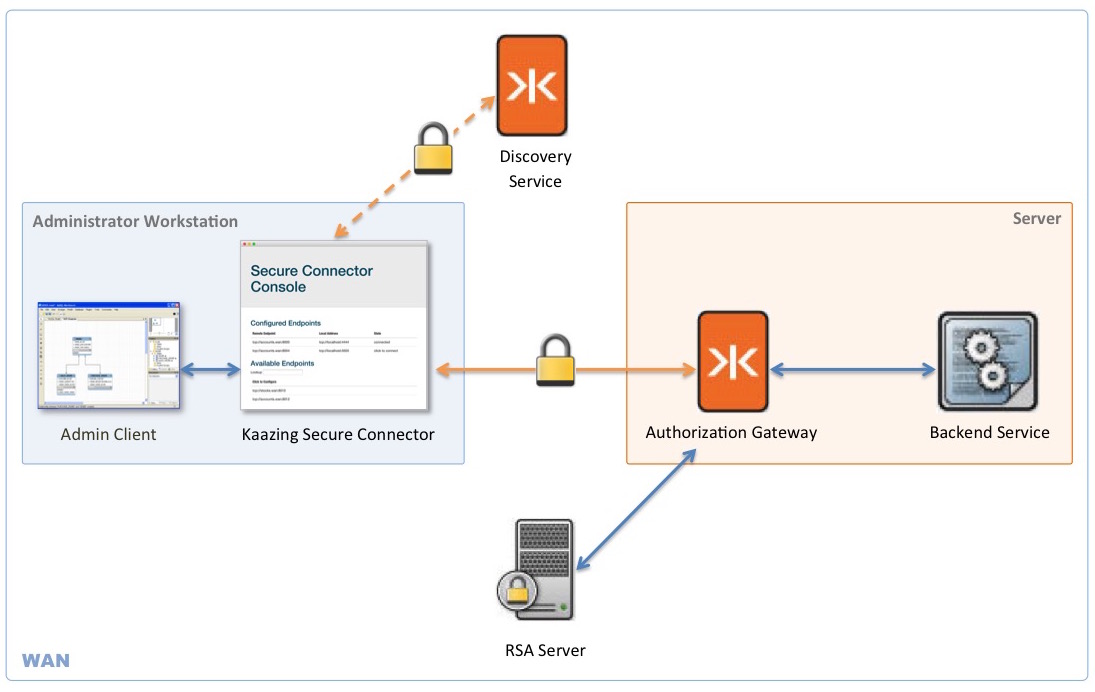 Discovery
Service
Administrator Workstation
Server
Secure Connector
Console
Configured Endpoints
Available Endpoints
Admin Client
Kaazing Secure Connector
Authorization Gateway
Backend Service
RSA Server
WAN